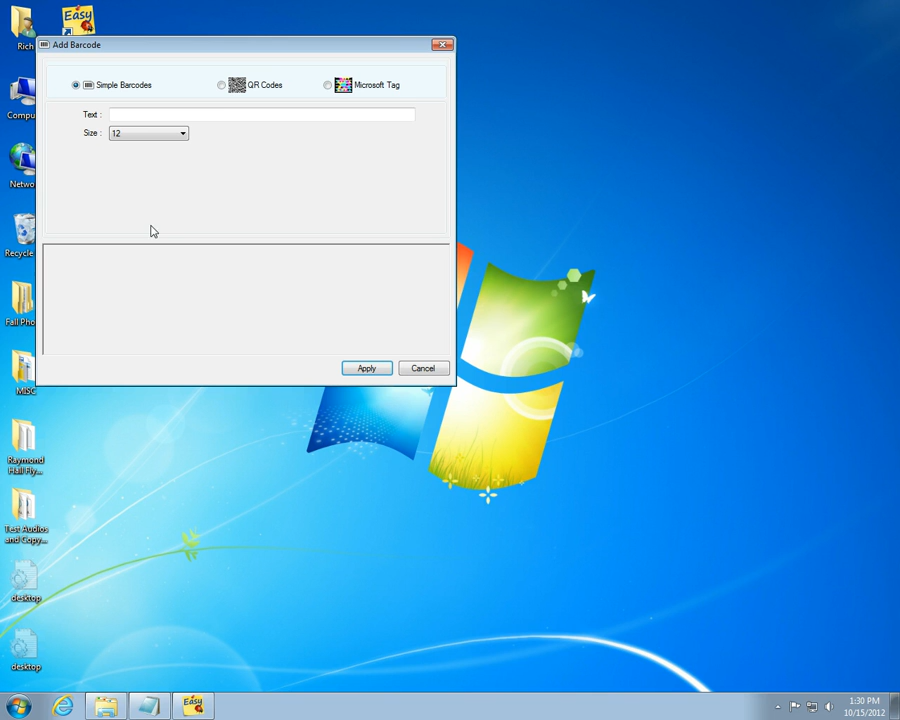 Rich
Easy
Add Barcode
Simple Barcodes
QR Codes
Microsoft Tag
Text :
Size :
12
Compu
Netwo
Recycle
Fall Pho
MISC
Apply
Cancel
Raymond
Hall Fly...
Test Audios
and Copy...
desktop
desktop
Easy
1:30 PM
10/15/2012